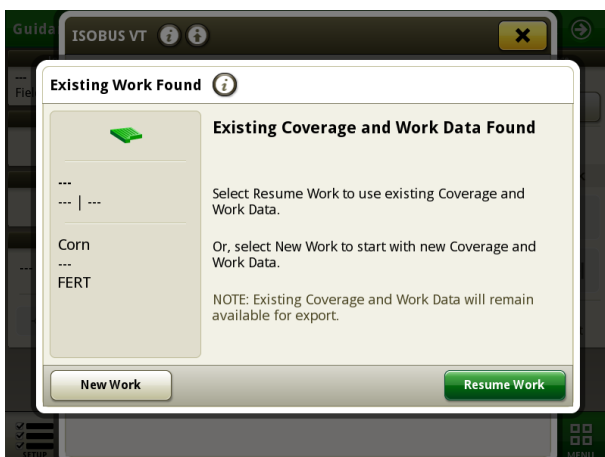 Guida
ISOBUS VT
---
Fiel
Existing Work Found
Existing Coverage and Work Data Found
---
--- | ---
Corn
---
FERT
Select Resume Work to use existing Coverage and
Work Data.
Or, select New Work to start with new Coverage and
Work Data.
NOTE: Existing Coverage and Work Data will remain
available for export.
---
New Work
Resume Work
SETUP
MENU